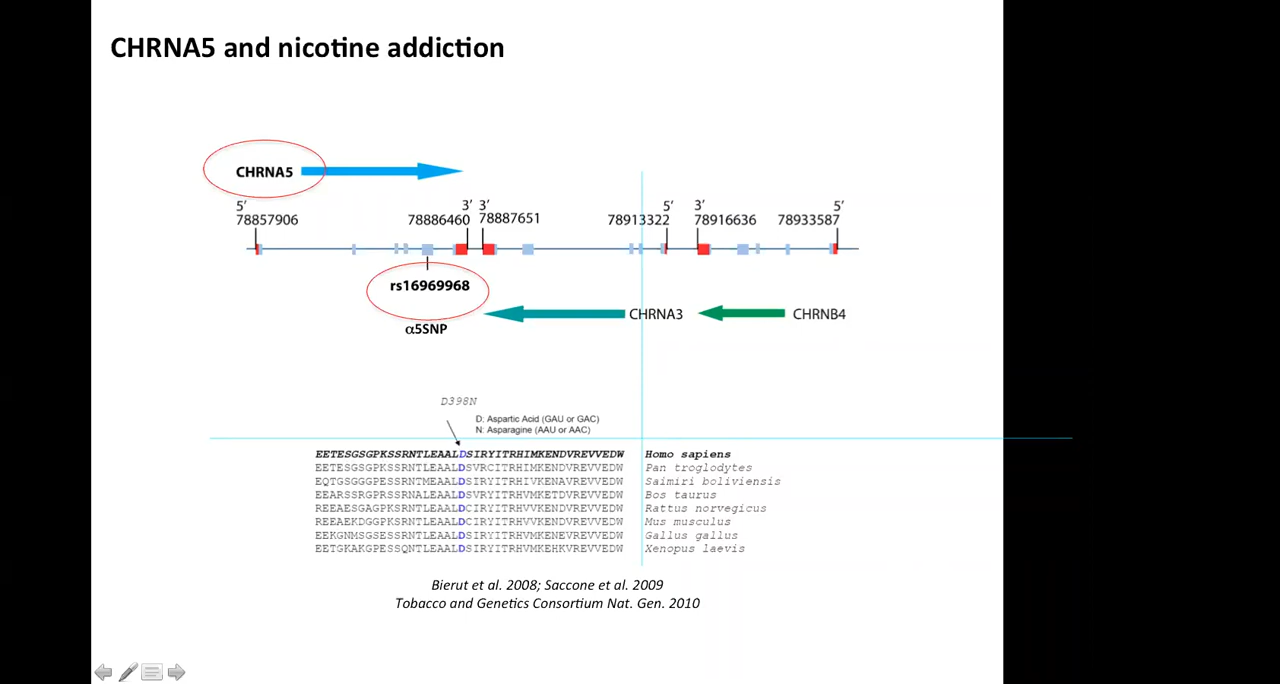 CHRNA5 and nicotine addiction
CHRNA5
5’ 3’ 3’ 5’ 3’ 5’
78857906 78886460 78887651 78913322 78916636 78933587
rs16969968
CHRNA3 CHRNB4
α5SNP
D398N
D: Aspartic Acid (GAU or GAC)
N: Asparagine (AAU or AAC)
EETESGSGPKSSRNTLEAALDSIRYITRHIMKENDVREVVEDW Homo sapiens
EETESGSGPKSSRNTLEAALDSVRCITRHIMKENDVREVVEDW Pan troglodytes
EQTGSGGGPESSRNTMEAALDSIRYITRHIVKENAVREVVEDW Saimiri boliviensis
EEARSSRGPRSSRNALEAALDSVRYITRHVMKETDVREVVEDW Bos taurus
REEAESGAGPKSRNTLEAALDCIRYITRHVVKENDVREVVEDW Rattus norvegicus
REEAEKDGGPKSRNTLEAALDCIRYITRHVVKENDVREVVEDW Mus musculus
EEKGNMSGSESSRNTLEAALDSIRYITRHVMKENEVREVVEDW Gallus gallus
EETGKAKGPESSQNTLEAALDSIRYITRHVMKEHKVREVVEDW Xenopus laevis
Bierut et al. 2008; Saccone et al. 2009
Tobacco and Genetics Consortium Nat. Gen. 2010